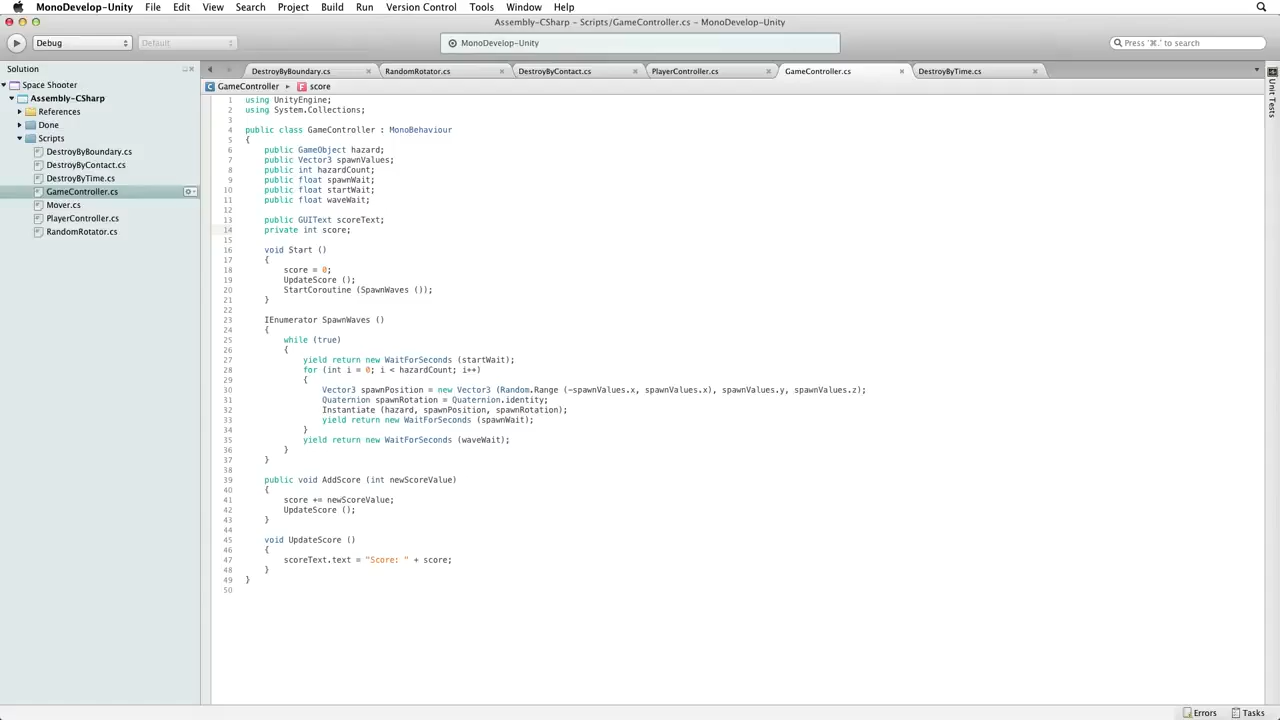 MonoDevelop-Unity File Edit View Search Project Build Run Version Control Tools Window Help
Assembly-CSharp – Scripts/GameController.cs – MonoDevelop-Unity
Debug Default MonoDevelop-Unity Press '⌘.' to search
Solution
DestroyByBoundary.cs RandomRotator.cs DestroyByContact.cs PlayerController.cs GameController.cs DestroyByTime.cs
Space Shooter
Assembly-CSharp
References
Done
Scripts
DestroyByBoundary.cs
DestroyByContact.cs
DestroyByTime.cs
GameController.cs
Mover.cs
PlayerController.cs
RandomRotator.cs
GameController score
1 using UnityEngine;
2 using System.Collections;
3
4 public class GameController : MonoBehaviour
5 {
6 public GameObject hazard;
7 public Vector3 spawnValues;
8 public int hazardCount;
9 public float spawnWait;
10 public float startWait;
11 public float waveWait;
12
13 public GUIText scoreText;
14 private int score;
15
16 void Start ()
17 {
18 score = 0;
19 UpdateScore ();
20 StartCoroutine (SpawnWaves ());
21 }
22
23 IEnumerator SpawnWaves ()
24 {
25 while (true)
26 {
27 yield return new WaitForSeconds (startWait);
28 for (int i = 0; i < hazardCount; i++)
29 {
30 Vector3 spawnPosition = new Vector3 (Random.Range (-spawnValues.x, spawnValues.x), spawnValues.y, spawnValues.z);
31 Quaternion spawnRotation = Quaternion.identity;
32 Instantiate (hazard, spawnPosition, spawnRotation);
33 yield return new WaitForSeconds (spawnWait);
34 }
35 yield return new WaitForSeconds (waveWait);
36 }
37 }
38
39 public void AddScore (int newScoreValue)
40 {
41 score += newScoreValue;
42 UpdateScore ();
43 }
44
45 void UpdateScore ()
46 {
47 scoreText.text = "Score: " + score;
48 }
49 }
50
Unit Tests
Errors Tasks